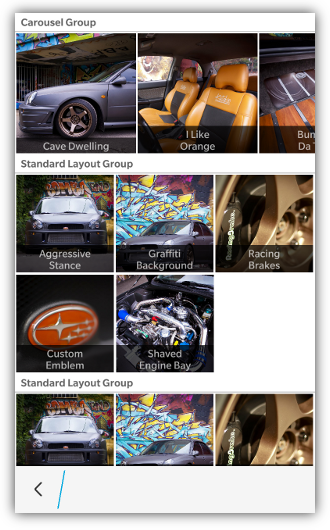 Carousel Group
Cave Dwelling
I Like
Orange
Bun
Da T
Standard Layout Group
Aggressive
Stance
Graffiti
Background
Racing
Brakes
Custom
Emblem
Shaved
Engine Bay
Standard Layout Group